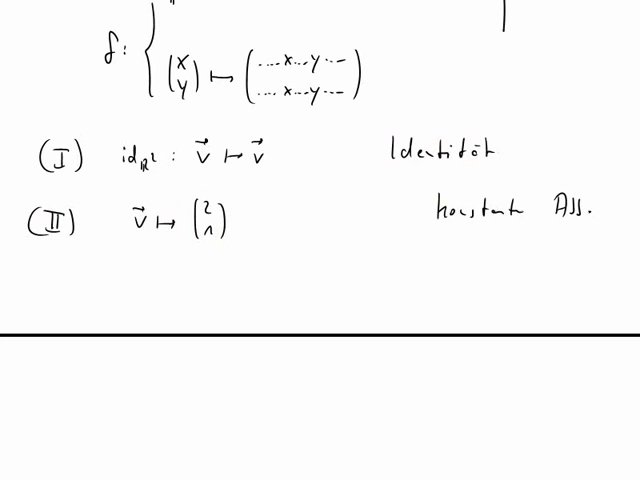 f: { (x y) ↦ (....x...y... ....x...y...)
(I) id_ℝ² : v⃗ ↦ v⃗ Identität
(II) v⃗ ↦ (2 1) konstante Abb.